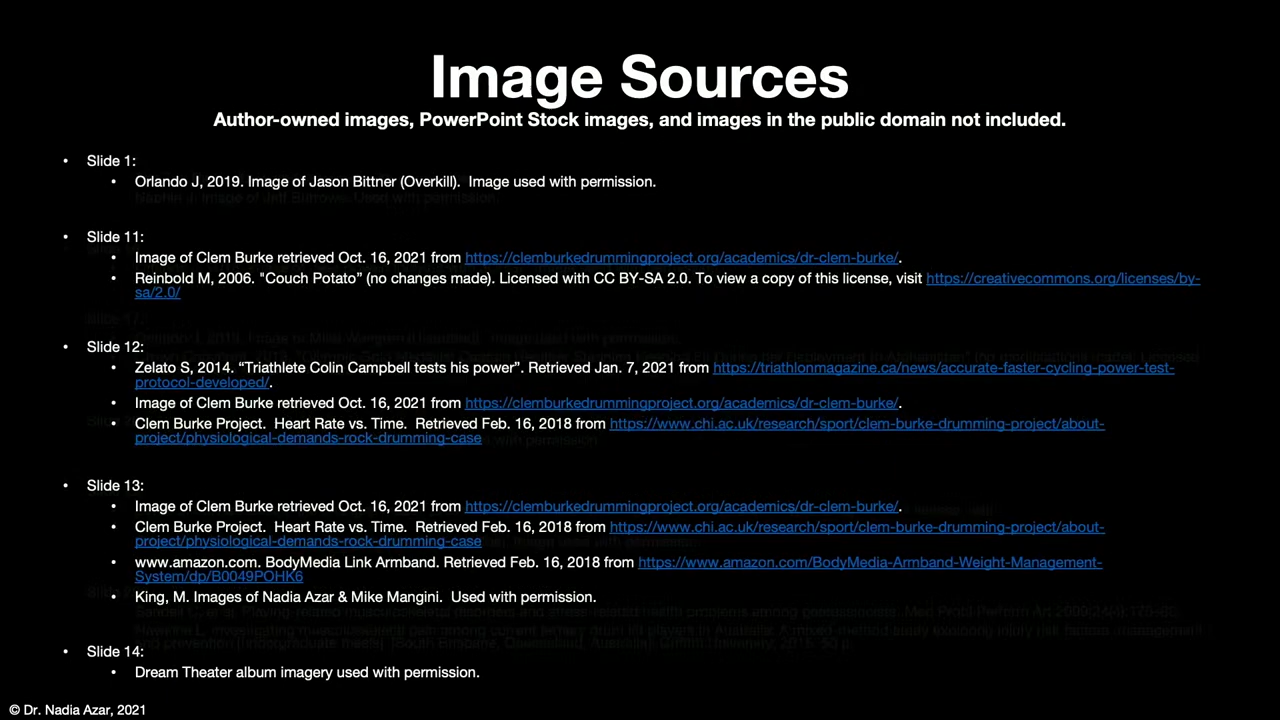 Image Sources
Author-owned images, PowerPoint Stock images, and images in the public domain not included.
• Slide 1:
• Orlando J, 2019. Image of Jason Bittner (Overkill). Image used with permission.
• Slide 11:
• Image of Clem Burke retrieved Oct. 16, 2021 from https://clemburkedrummingproject.org/academics/dr-clem-burke/.
• Reinbold M, 2006. "Couch Potato” (no changes made). Licensed with CC BY-SA 2.0. To view a copy of this license, visit https://creativecommons.org/licenses/by-
sa/2.0/
• Slide 12:
• Zelato S, 2014. “Triathlete Colin Campbell tests his power”. Retrieved Jan. 7, 2021 from https://triathlonmagazine.ca/news/accurate-faster-cycling-power-test-
protocol-developed/.
• Image of Clem Burke retrieved Oct. 16, 2021 from https://clemburkedrummingproject.org/academics/dr-clem-burke/.
• Clem Burke Project. Heart Rate vs. Time. Retrieved Feb. 16, 2018 from https://www.chi.ac.uk/research/sport/clem-burke-drumming-project/about-
project/physiological-demands-rock-drumming-case
• Slide 13:
• Image of Clem Burke retrieved Oct. 16, 2021 from https://clemburkedrummingproject.org/academics/dr-clem-burke/.
• Clem Burke Project. Heart Rate vs. Time. Retrieved Feb. 16, 2018 from https://www.chi.ac.uk/research/sport/clem-burke-drumming-project/about-
project/physiological-demands-rock-drumming-case
• www.amazon.com. BodyMedia Link Armband. Retrieved Feb. 16, 2018 from https://www.amazon.com/BodyMedia-Armband-Weight-Management-
System/dp/B0049POHK6
• King, M. Images of Nadia Azar & Mike Mangini. Used with permission.
• Slide 14:
• Dream Theater album imagery used with permission.
© Dr. Nadia Azar, 2021